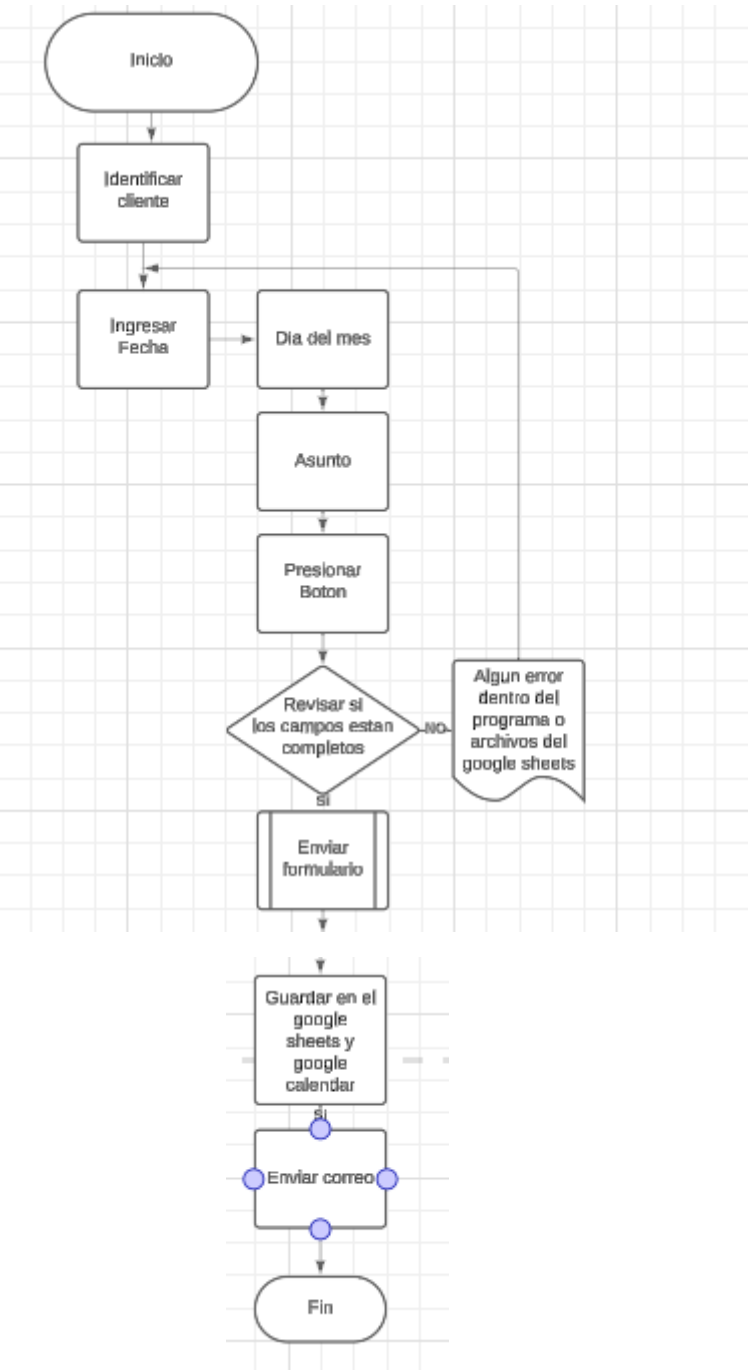 Inicio
Identificar
cliente
Ingresar
Fecha
Dia del mes
Asunto
Presionar
Boton
Revisar si
los campos estan
completos
NO
Algun error
dentro del
programa o
archivos del
google sheets
si
Enviar
formulario
Guardar en el
google
sheets y
google
calendar
si
Enviar correo
Fin